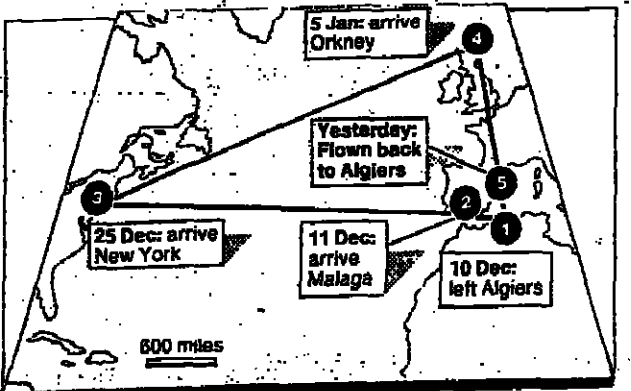 5 Jan: arrive
Orkney
4
Yesterday:
Flown back
to Algiers
5
3
2
1
25 Dec: arrive
New York
11 Dec:
arrive
Malaga
10 Dec:
left Algiers
600 miles